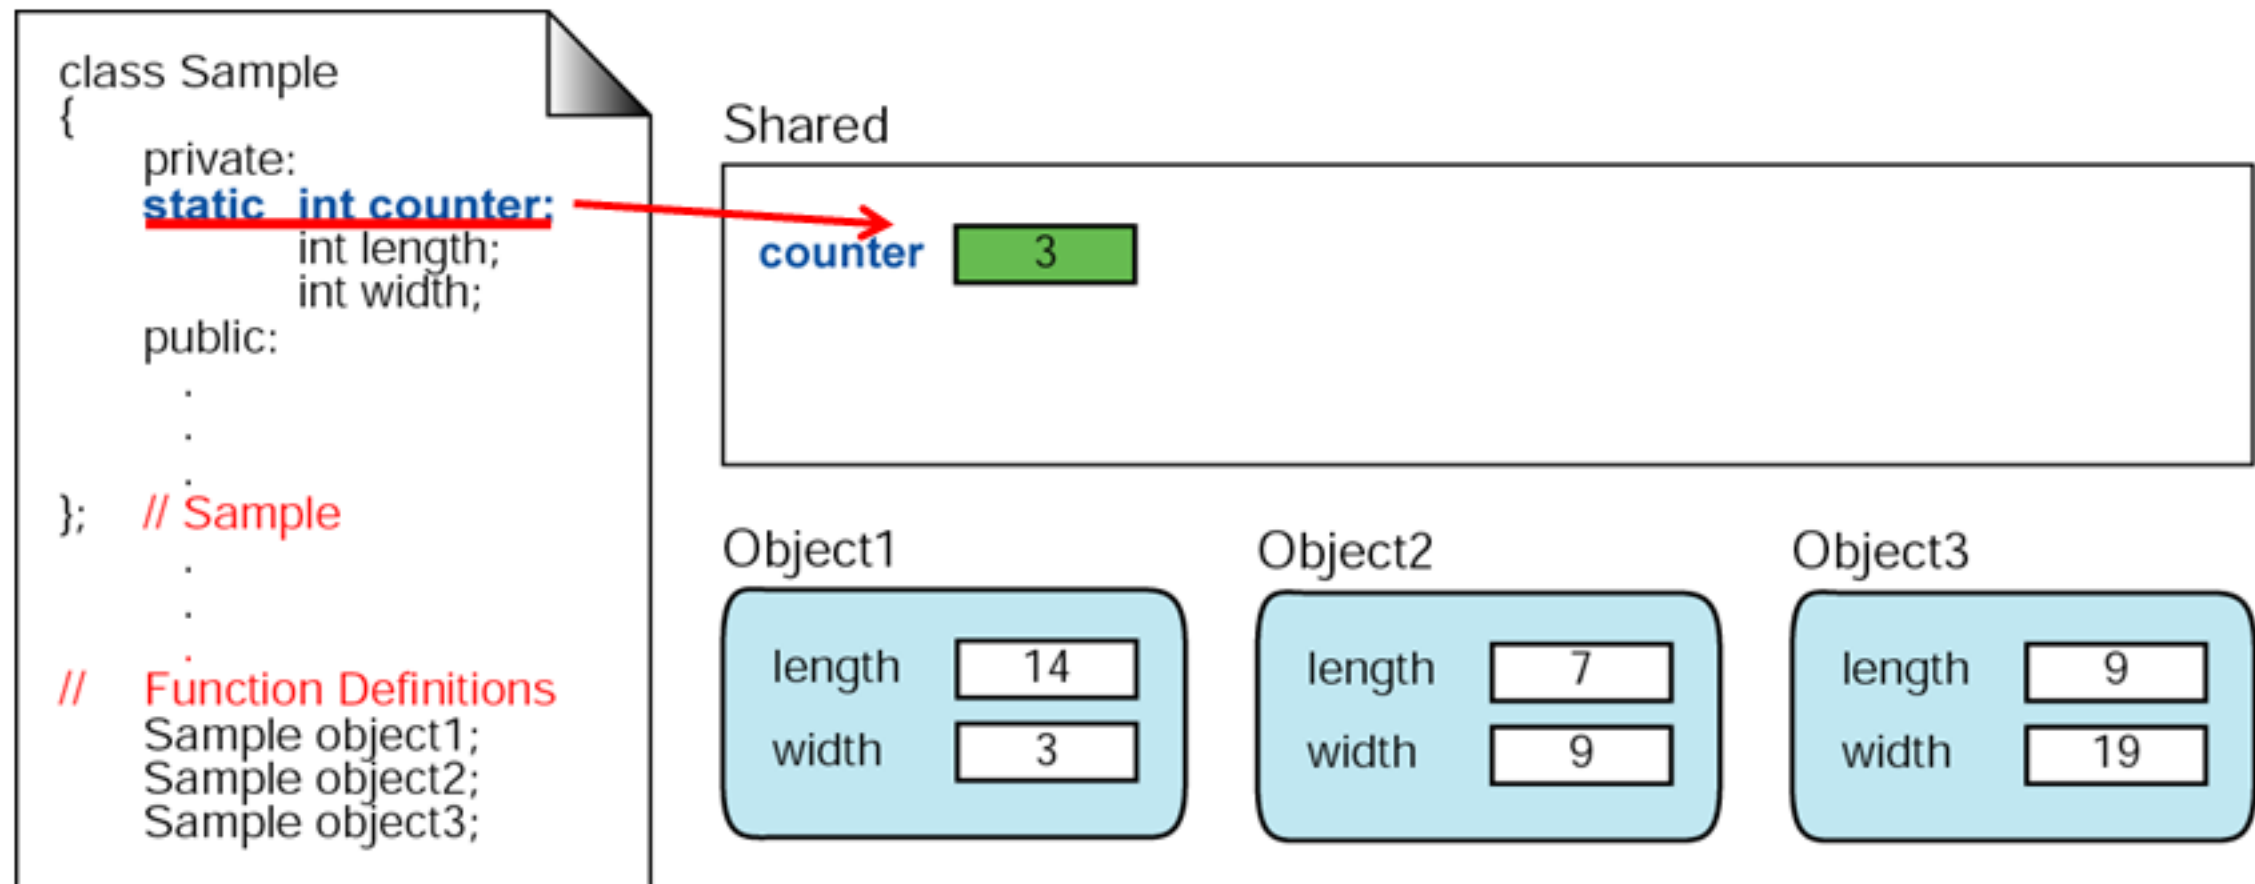 class Sample
{
private:
static int counter;
int length;
int width;
public:
.
.
.
}; // Sample
.
.
.
// Function Definitions
Sample object1;
Sample object2;
Sample object3;
Shared
counter 3
Object1
length 14
width 3
Object2
length 7
width 9
Object3
length 9
width 19